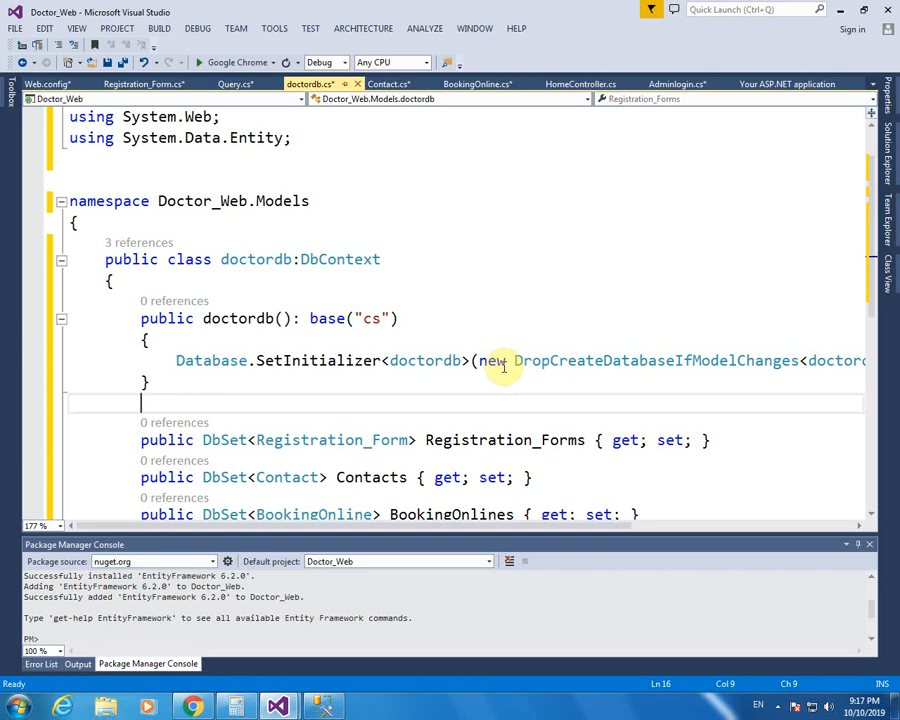 Doctor_Web - Microsoft Visual Studio
Quick Launch (Ctrl+Q)
FILE EDIT VIEW PROJECT BUILD DEBUG TEAM TOOLS TEST ARCHITECTURE ANALYZE WINDOW HELP
Sign in
Google Chrome Debug Any CPU
Web.config* Registration_Form.cs* Query.cs* doctordb.cs* Contact.cs* BookingOnline.cs* HomeController.cs Adminlogin.cs* Your ASP.NET application
Doctor_Web Doctor_Web.Models.doctordb Registration_Forms
Toolbox
Properties
Solution Explorer
Team Explorer
Class View
using System.Web;
using System.Data.Entity;
namespace Doctor_Web.Models
{
3 references
public class doctordb:DbContext
{
0 references
public doctordb(): base("cs")
{
Database.SetInitializer<doctordb>(new DropCreateDatabaseIfModelChanges<doctord
}
0 references
public DbSet<Registration_Form> Registration_Forms { get; set; }
0 references
public DbSet<Contact> Contacts { get; set; }
0 references
public DbSet<BookingOnline> BookingOnlines { get; set; }
177 %
Package Manager Console
Package source: nuget.org Default project: Doctor_Web
Successfully installed 'EntityFramework 6.2.0'.
Adding 'EntityFramework 6.2.0' to Doctor_Web.
Successfully added 'EntityFramework 6.2.0' to Doctor_Web.
Type 'get-help EntityFramework' to see all available Entity Framework commands.
PM>
100 %
Error List Output Package Manager Console
Ready Ln 16 Col 9 Ch 9 INS
EN 9:17 PM
10/10/2019